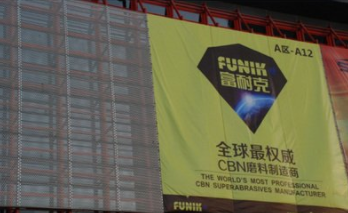 FUNIK
A区-A12
FUNIK
富耐克
全球最权威
CBN磨料制造商
THE WORLD'S MOST PROFESSIONAL
CBN SUPERABRASIVES MANUFACTURER
FUNIK